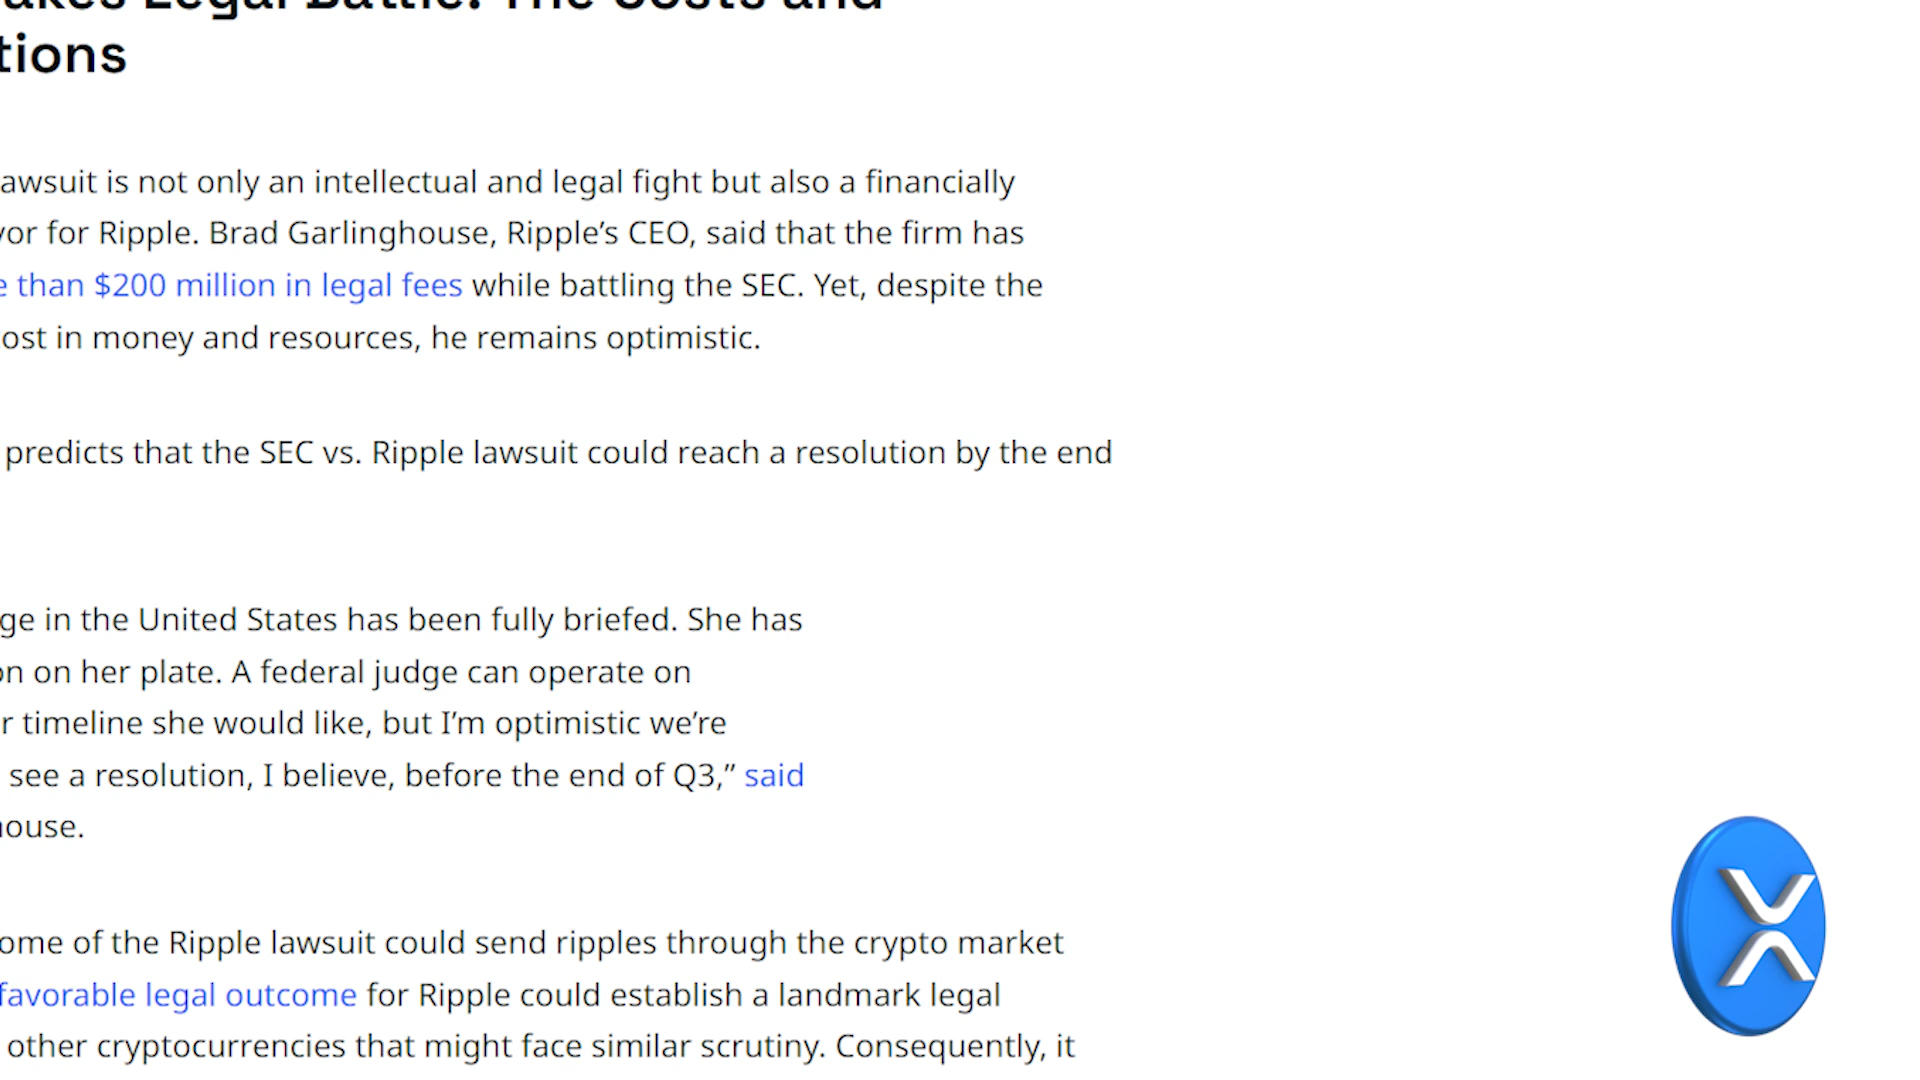 Legal Battle: The Costs and
tions
awsuit is not only an intellectual and legal fight but also a financially
vor for Ripple. Brad Garlinghouse, Ripple’s CEO, said that the firm has
e than $200 million in legal fees while battling the SEC. Yet, despite the
ost in money and resources, he remains optimistic.
predicts that the SEC vs. Ripple lawsuit could reach a resolution by the end
ge in the United States has been fully briefed. She has
on on her plate. A federal judge can operate on
r timeline she would like, but I’m optimistic we’re
see a resolution, I believe, before the end of Q3,” said
house.
ome of the Ripple lawsuit could send ripples through the crypto market
favorable legal outcome for Ripple could establish a landmark legal
other cryptocurrencies that might face similar scrutiny. Consequently, it